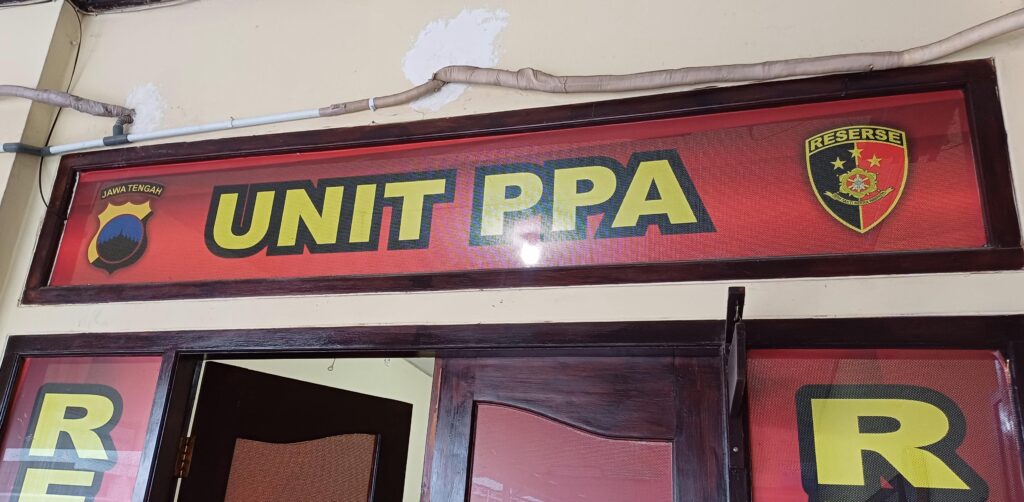 JAWA TENGAH
UNIT PPA
RESERSE
R
R